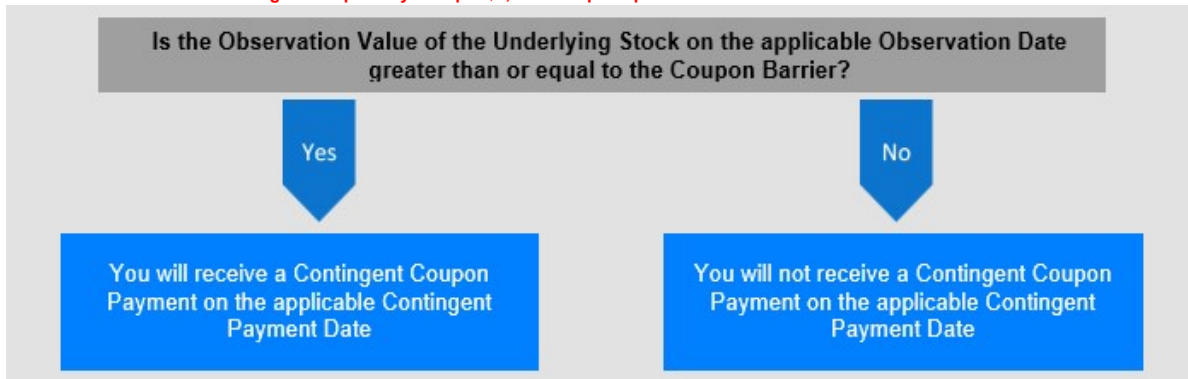 Is the Observation Value of the Underlying Stock on the applicable Observation Date
greater than or equal to the Coupon Barrier?
Yes
No
You will receive a Contingent Coupon
Payment on the applicable Contingent
Payment Date
You will not receive a Contingent Coupon
Payment on the applicable Contingent
Payment Date